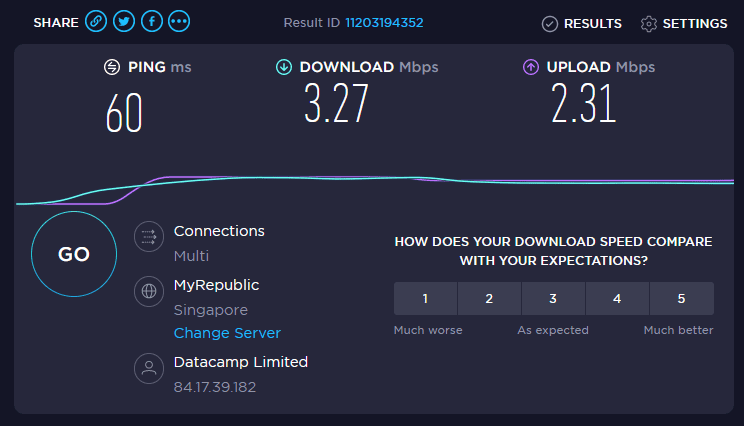 SHARE
Result ID 11203194352
RESULTS
SETTINGS
PING ms
60
DOWNLOAD Mbps
3.27
UPLOAD Mbps
2.31
GO
Connections
Multi
MyRepublic
Singapore
Change Server
Datacamp Limited
84.17.39.182
HOW DOES YOUR DOWNLOAD SPEED COMPARE
WITH YOUR EXPECTATIONS?
1 2 3 4 5
Much worse As expected Much better